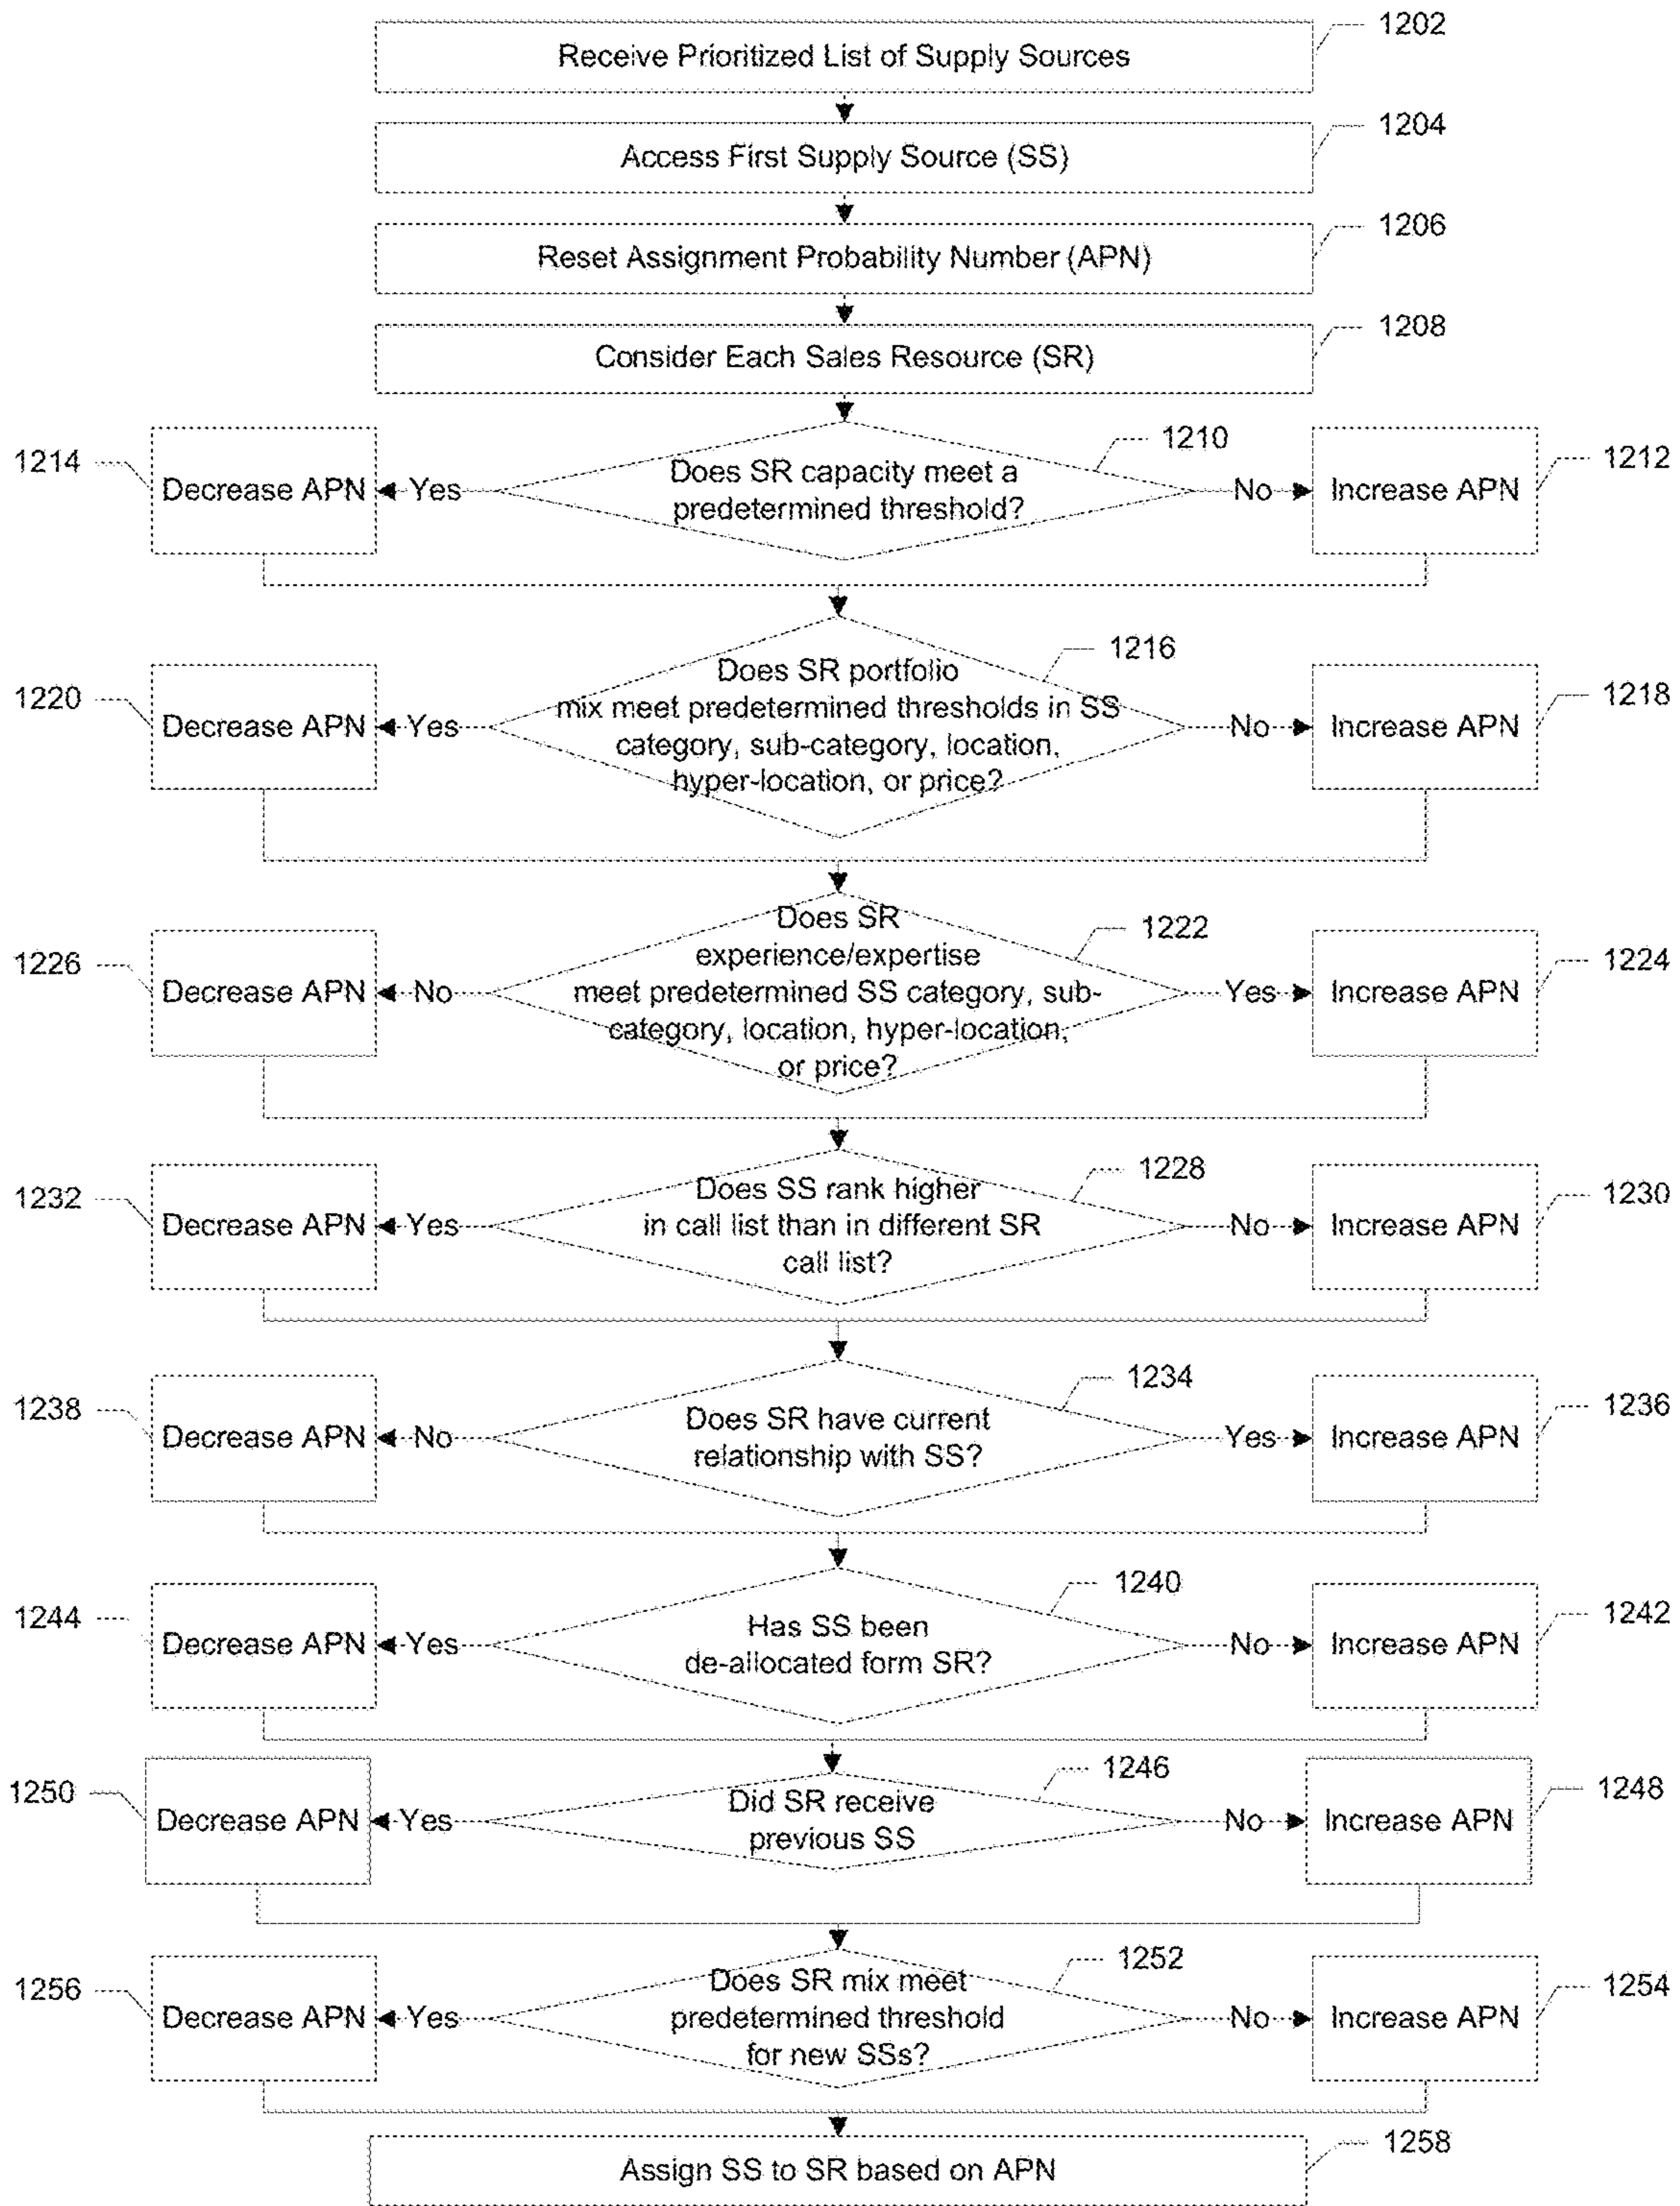 1202
Receive Prioritized List of Supply Sources
1204
Access First Supply Source (SS)
1206
Reset Assignment Probability Number (APN)
1208
Consider Each Sales Resource (SR)
1210
1214
Decrease APN
Yes
Does SR capacity meet a
predetermined threshold?
No
Increase APN
1212
1216
1220
Decrease APN
Yes
Does SR portfolio
mix meet predetermined thresholds in SS
category, sub-category, location,
hyper-location, or price?
No
Increase APN
1218
1222
1226
Decrease APN
No
Does SR
experience/expertise
meet predetermined SS category, sub-
category, location, hyper-location,
or price?
Yes
Increase APN
1224
1228
1232
Decrease APN
Yes
Does SS rank higher
in call list than in different SR
call list?
No
Increase APN
1230
1234
1238
Decrease APN
No
Does SR have current
relationship with SS?
Yes
Increase APN
1236
1240
1244
Decrease APN
Yes
Has SS been
de-allocated form SR?
No
Increase APN
1242
1246
1250
Decrease APN
Yes
Did SR receive
previous SS
No
Increase APN
1248
1252
1256
Decrease APN
Yes
Does SR mix meet
predetermined threshold
for new SSs?
No
Increase APN
1254
1258
Assign SS to SR based on APN